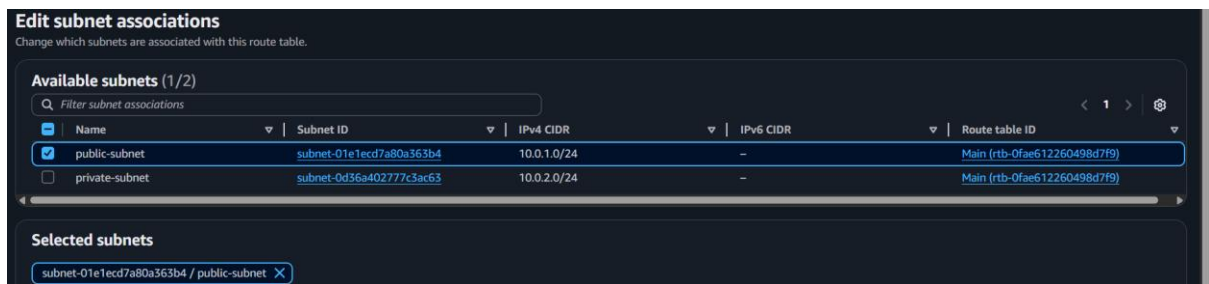 Edit subnet associations
Change which subnets are associated with this route table.
Available subnets (1/2)
Filter subnet associations
1
Name Subnet ID IPv4 CIDR IPv6 CIDR Route table ID
public-subnet subnet-01e1ecd7a80a363b4 10.0.1.0/24 – Main (rtb-0fae612260498d7f9)
private-subnet subnet-0d36a402777c3ac63 10.0.2.0/24 – Main (rtb-0fae612260498d7f9)
Selected subnets
subnet-01e1ecd7a80a363b4 / public-subnet